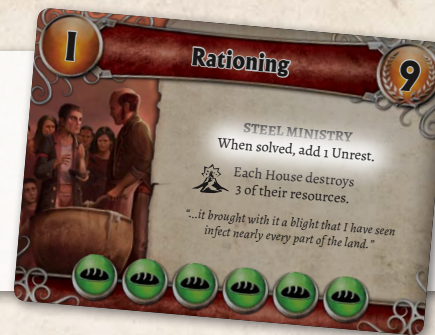 1
Rationing
9
STEEL MINISTRY
When solved, add 1 Unrest.
Each House destroys
3 of their resources.
“...it brought with it a blight that I have seen
infect nearly every part of the land.”